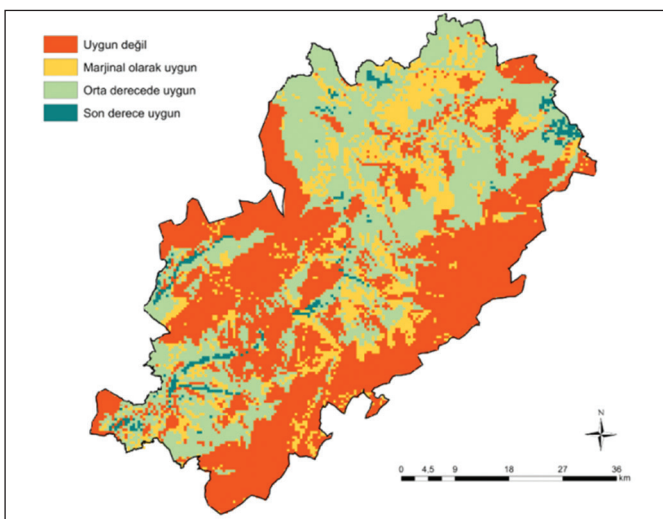 Uygun değil
Marjinal olarak uygun
Orta derecede uygun
Son derece uygun
N
0 4,5 9 18 27 36
km